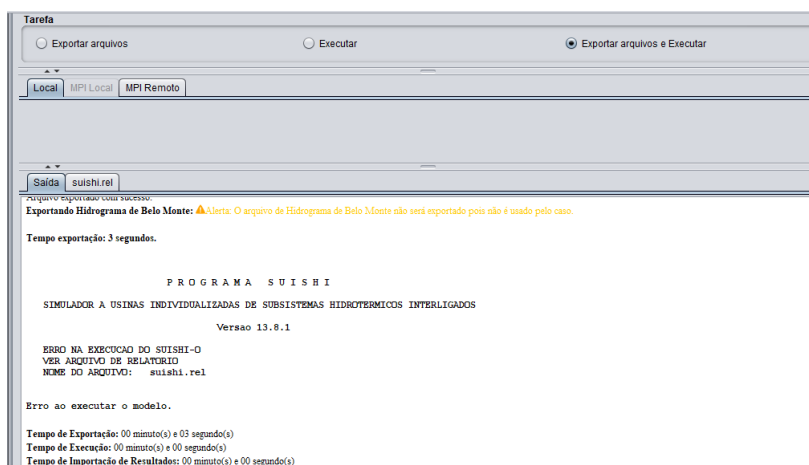 Tarefa
Exportar arquivos
Executar
Exportar arquivos e Executar
Local
MPI Local
MPI Remoto
Saída
suishi.rel
Arquivo exportado com sucesso.
Exportando Hidrograma de Belo Monte: Alerta: O arquivo de Hidrograma de Belo Monte não será exportado pois não é usado pelo caso.
Tempo exportação: 3 segundos.
P R O G R A M A S U I S H I
SIMULADOR A USINAS INDIVIDUALIZADAS DE SUBSISTEMAS HIDROTERMICOS INTERLIGADOS
Versao 13.8.1
ERRO NA EXECUCAO DO SUISHI-O
VER ARQUIVO DE RELATORIO
NOME DO ARQUIVO: suishi.rel
Erro ao executar o modelo.
Tempo de Exportação: 00 minuto(s) e 03 segundo(s)
Tempo de Execução: 00 minuto(s) e 00 segundo(s)
Tempo de Importação de Resultados: 00 minuto(s) e 00 segundo(s)